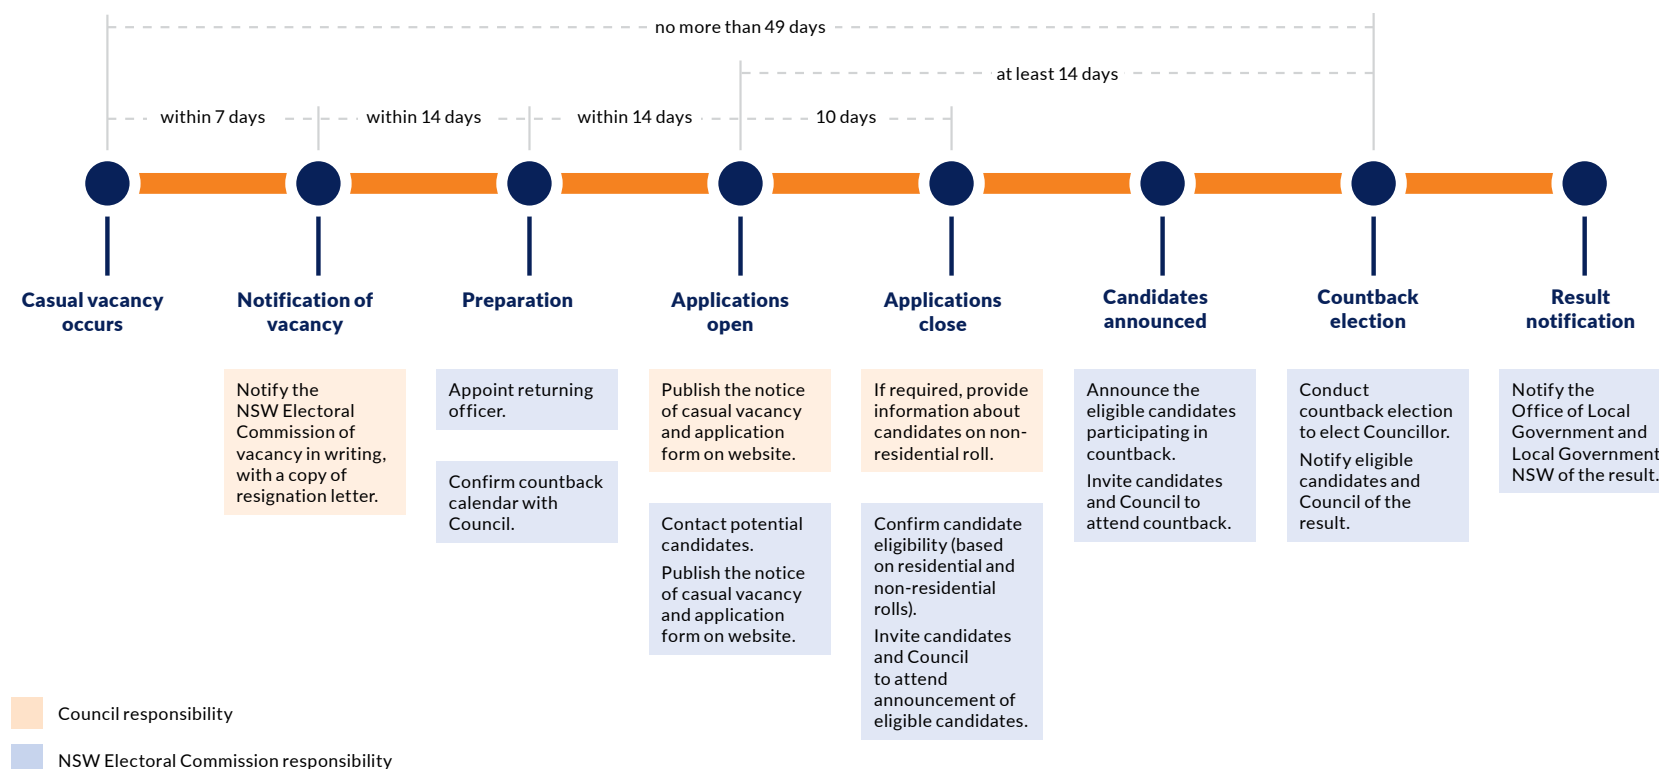 no more than 49 days
at least 14 days
within 7 days
within 14 days
within 14 days
10 days
Casual vacancy
occurs
Notification of
vacancy
Preparation
Applications
open
Applications
close
Candidates
announced
Countback
election
Result
notification
Notify the
NSW Electoral
Commission of
vacancy in writing,
with a copy of
resignation letter.
Appoint returning
officer.
Confirm countback
calendar with
Council.
Publish the notice
of casual vacancy
and application
form on website.
Contact potential
candidates.
Publish the notice
of casual vacancy
and application
form on website.
If required, provide
information about
candidates on non-
residential roll.
Confirm candidate
eligibility (based
on residential and
non-residential
rolls).
Invite candidates
and Council
to attend
announcement of
eligible candidates.
Announce the
eligible candidates
participating in
countback.
Invite candidates
and Council to
attend countback.
Conduct
countback election
to elect Councillor.
Notify eligible
candidates and
Council of the
result.
Notify the
Office of Local
Government and
Local Government
NSW of the result.
Council responsibility
NSW Electoral Commission responsibility